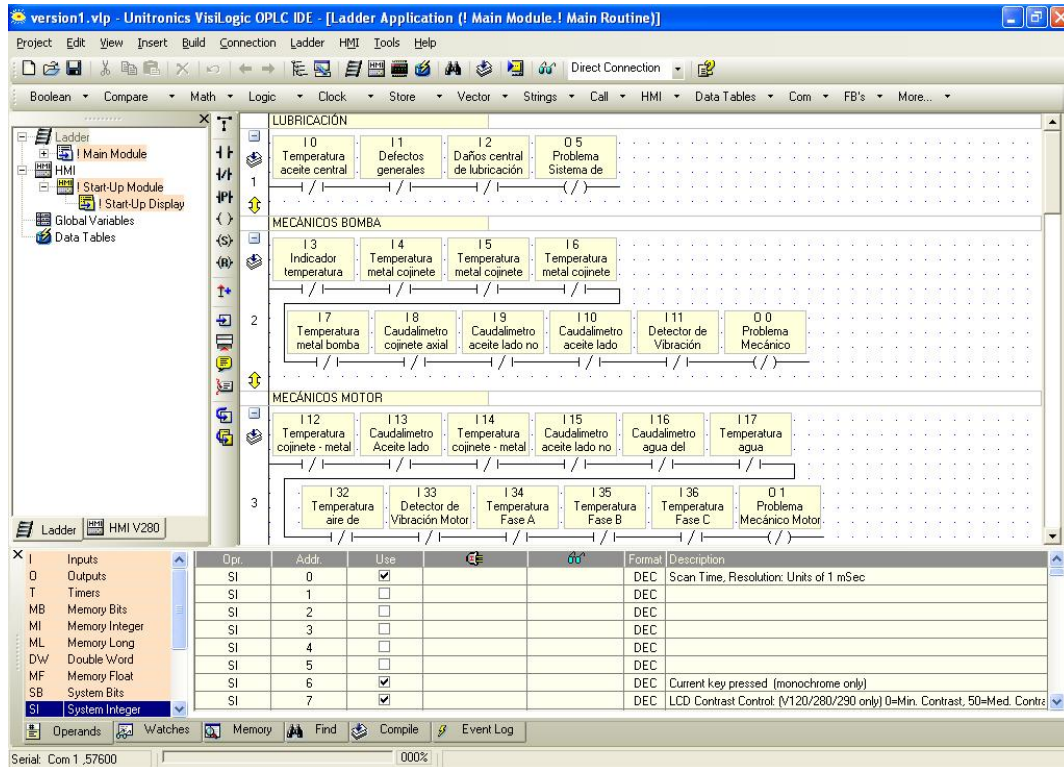 version1.vlp - Unitronics VisiLogic OPLC IDE - [Ladder Application (! Main Module.! Main Routine)]
Project Edit View Insert Build Connection Ladder HMI Tools Help
Direct Connection
Boolean Compare Math Logic Clock Store Vector Strings Call HMI Data Tables Com FB's More...
Ladder
! Main Module
HMI
! Start-Up Module
! Start-Up Display
Global Variables
Data Tables
Ladder HMI V280
LUBRICACIÓN
1
I 0 I 1 I 2 O 5
Temperatura Defectos Daños central Problema
aceite central generales de lubricación Sistema de
MECÁNICOS BOMBA
2
I 3 I 4 I 5 I 6
Indicador Temperatura Temperatura Temperatura
temperatura metal cojinete metal cojinete metal cojinete
I 7 I 8 I 9 I 10 I 11 O 0
Temperatura Caudalimetro Caudalimetro Caudalimetro Detector de Problema
metal bomba cojinete axial aceite lado no aceite lado Vibración Mecánico
MECÁNICOS MOTOR
3
I 12 I 13 I 14 I 15 I 16 I 17
Temperatura Caudalimetro Temperatura Caudalimetro Caudalimetro Temperatura
cojinete - metal Aceite lado cojinete - metal aceite lado no agua del agua
I 32 I 33 I 34 I 35 I 36 O 1
Temperatura Detector de Temperatura Temperatura Temperatura Problema
aire de Vibración Motor Fase A Fase B Fase C Mecánico Motor
I Inputs
O Outputs
T Timers
MB Memory Bits
MI Memory Integer
ML Memory Long
DW Double Word
MF Memory Float
SB System Bits
SI System Integer
Opr. Addr. Use Format Description
SI 0 DEC Scan Time, Resolution: Units of 1 mSec
SI 1 DEC
SI 2 DEC
SI 3 DEC
SI 4 DEC
SI 5 DEC
SI 6 DEC Current key pressed (monochrome only)
SI 7 DEC LCD Contrast Control: (V120/280/290 only) 0=Min. Contrast, 50=Med. Contra
Operands Watches Memory Find Compile Event Log
Serial: Com 1 ,57600 000%